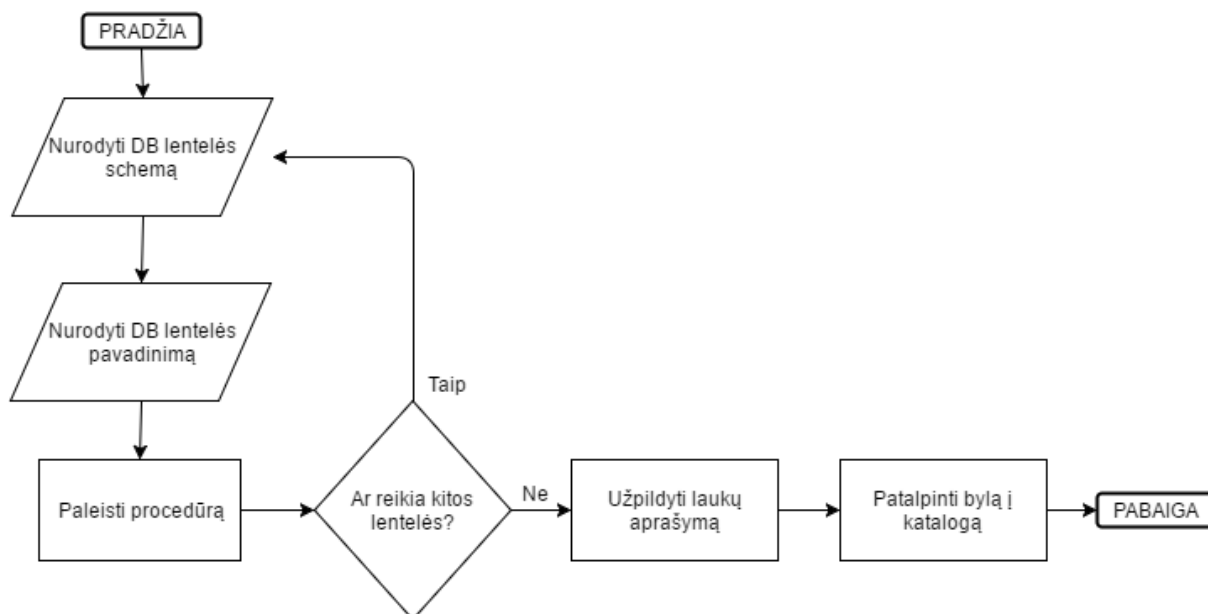 PRADŽIA
Nurodyti DB lentelės
schemą
Nurodyti DB lentelės
pavadinimą
Taip
Paleisti procedūrą
Ar reikia kitos
lentelės?
Ne
Užpildyti laukų
aprašymą
Patalpinti bylą į
katalogą
PABAIGA